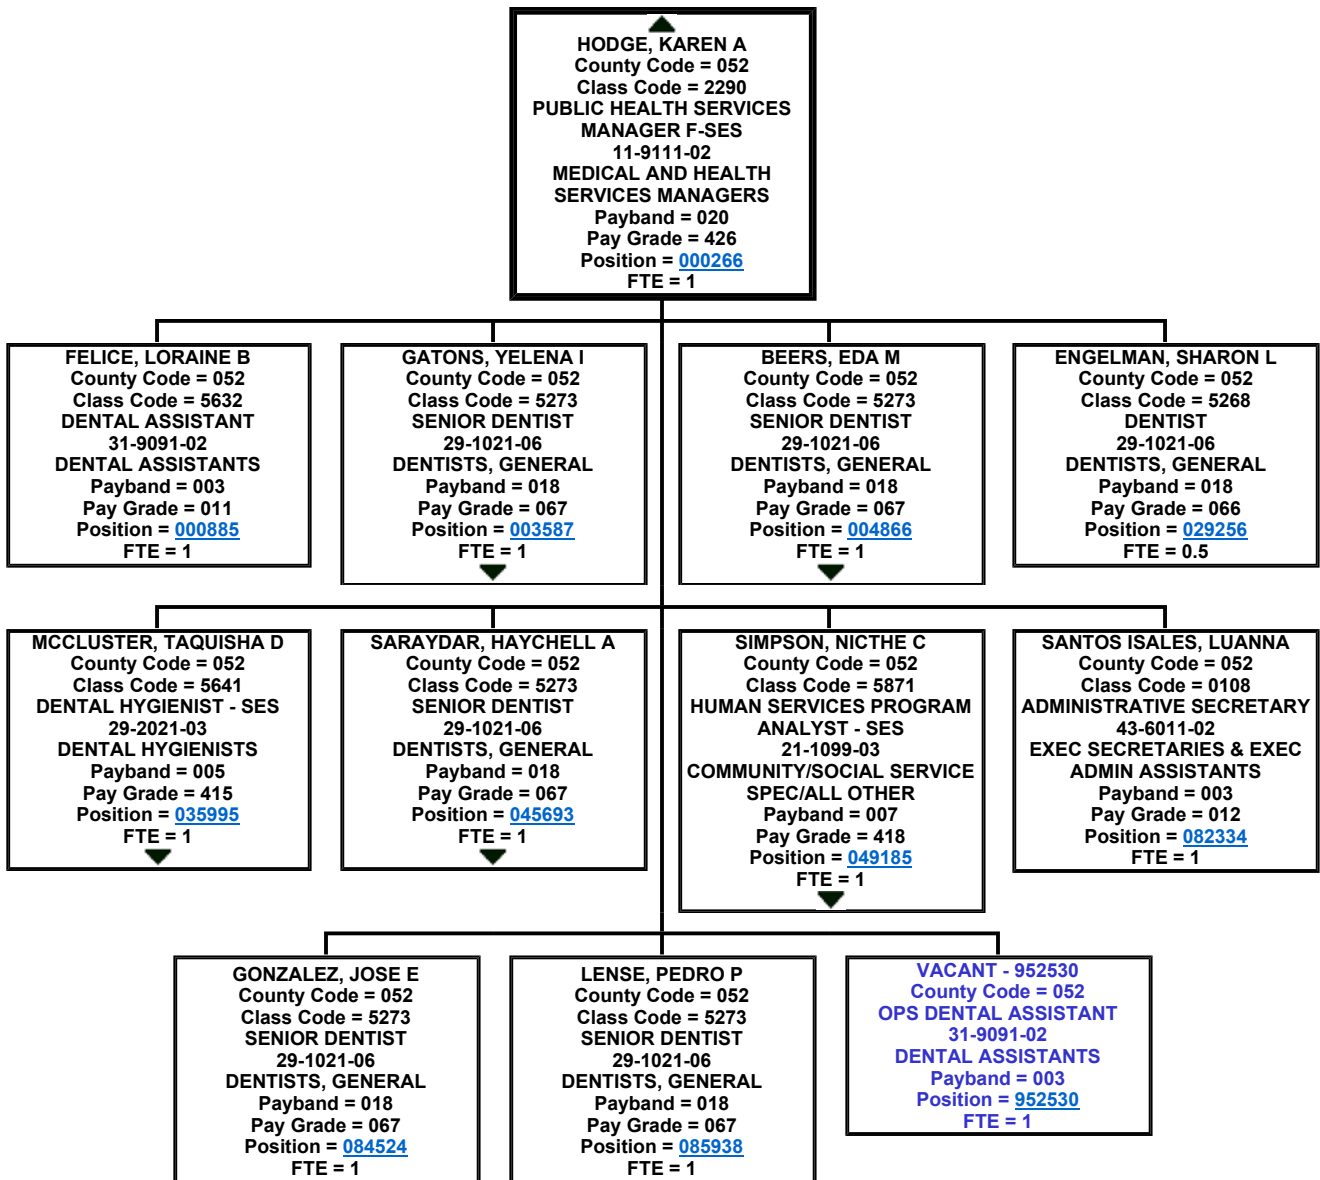 HODGE, KAREN A
County Code = 052
Class Code = 2290
PUBLIC HEALTH SERVICES
MANAGER F-SES
11-9111-02
MEDICAL AND HEALTH
SERVICES MANAGERS
Payband = 020
Pay Grade = 426
Position = 000266
FTE = 1
FELICE, LORAINE B
County Code = 052
Class Code = 5632
DENTAL ASSISTANT
31-9091-02
DENTAL ASSISTANTS
Payband = 003
Pay Grade = 011
Position = 000885
FTE = 1
GATONS, YELENA I
County Code = 052
Class Code = 5273
SENIOR DENTIST
29-1021-06
DENTISTS, GENERAL
Payband = 018
Pay Grade = 067
Position = 003587
FTE = 1
BEERS, EDA M
County Code = 052
Class Code = 5273
SENIOR DENTIST
29-1021-06
DENTISTS, GENERAL
Payband = 018
Pay Grade = 067
Position = 004866
FTE = 1
ENGELMAN, SHARON L
County Code = 052
Class Code = 5268
DENTIST
29-1021-06
DENTISTS, GENERAL
Payband = 018
Pay Grade = 066
Position = 029256
FTE = 0.5
MCCLUSTER, TAQUISHA D
County Code = 052
Class Code = 5641
DENTAL HYGIENIST - SES
29-2021-03
DENTAL HYGIENISTS
Payband = 005
Pay Grade = 415
Position = 035995
FTE = 1
SARAYDAR, HAYCHELL A
County Code = 052
Class Code = 5273
SENIOR DENTIST
29-1021-06
DENTISTS, GENERAL
Payband = 018
Pay Grade = 067
Position = 045693
FTE = 1
SIMPSON, NICTHE C
County Code = 052
Class Code = 5871
HUMAN SERVICES PROGRAM
ANALYST - SES
21-1099-03
COMMUNITY/SOCIAL SERVICE
SPEC/ALL OTHER
Payband = 007
Pay Grade = 418
Position = 049185
FTE = 1
SANTOS ISALES, LUANNA
County Code = 052
Class Code = 0108
ADMINISTRATIVE SECRETARY
43-6011-02
EXEC SECRETARIES & EXEC
ADMIN ASSISTANTS
Payband = 003
Pay Grade = 012
Position = 082334
FTE = 1
GONZALEZ, JOSE E
County Code = 052
Class Code = 5273
SENIOR DENTIST
29-1021-06
DENTISTS, GENERAL
Payband = 018
Pay Grade = 067
Position = 084524
FTE = 1
LENSE, PEDRO P
County Code = 052
Class Code = 5273
SENIOR DENTIST
29-1021-06
DENTISTS, GENERAL
Payband = 018
Pay Grade = 067
Position = 085938
FTE = 1
VACANT - 952530
County Code = 052
OPS DENTAL ASSISTANT
31-9091-02
DENTAL ASSISTANTS
Payband = 003
Position = 952530
FTE = 1